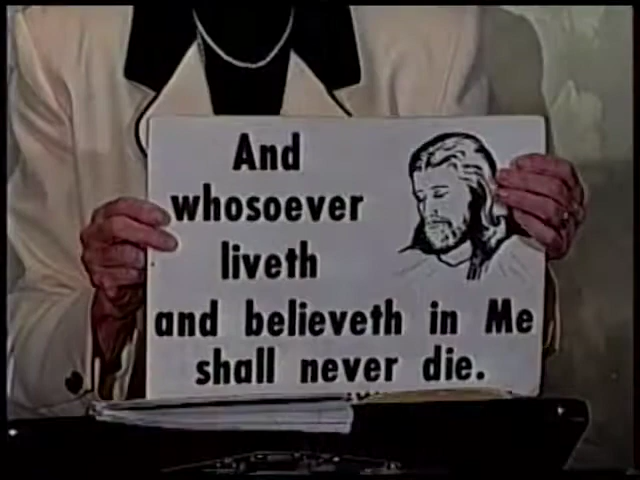 And
whosoever
liveth
and believeth in Me
shall never die.